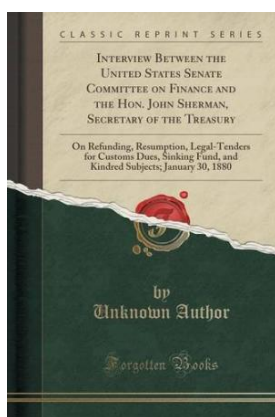 CLASSIC REPRINT SERIES
Interview Between the
United States Senate
Committee on Finance and
the Hon. John Sherman,
Secretary of the Treasury
On Refunding, Resumption, Legal-Tenders
for Customs Dues, Sinking Fund, and
Kindred Subjects; January 30, 1880
by
Unknown Author
Forgotten Books